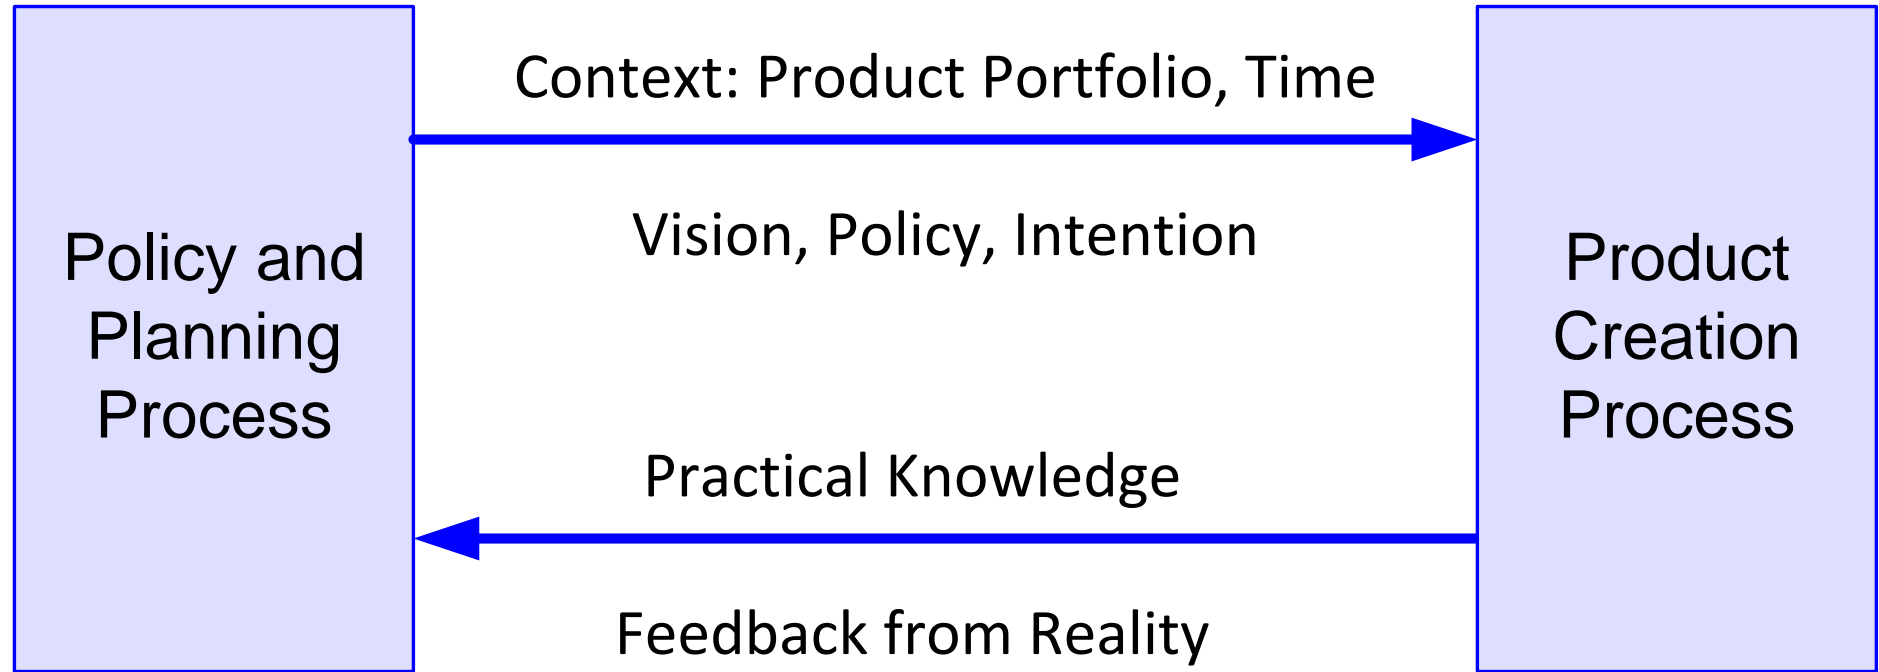 Policy and
Planning
Process
Context: Product Portfolio, Time
Vision, Policy, Intention
Practical Knowledge
Feedback from Reality
Product
Creation
Process